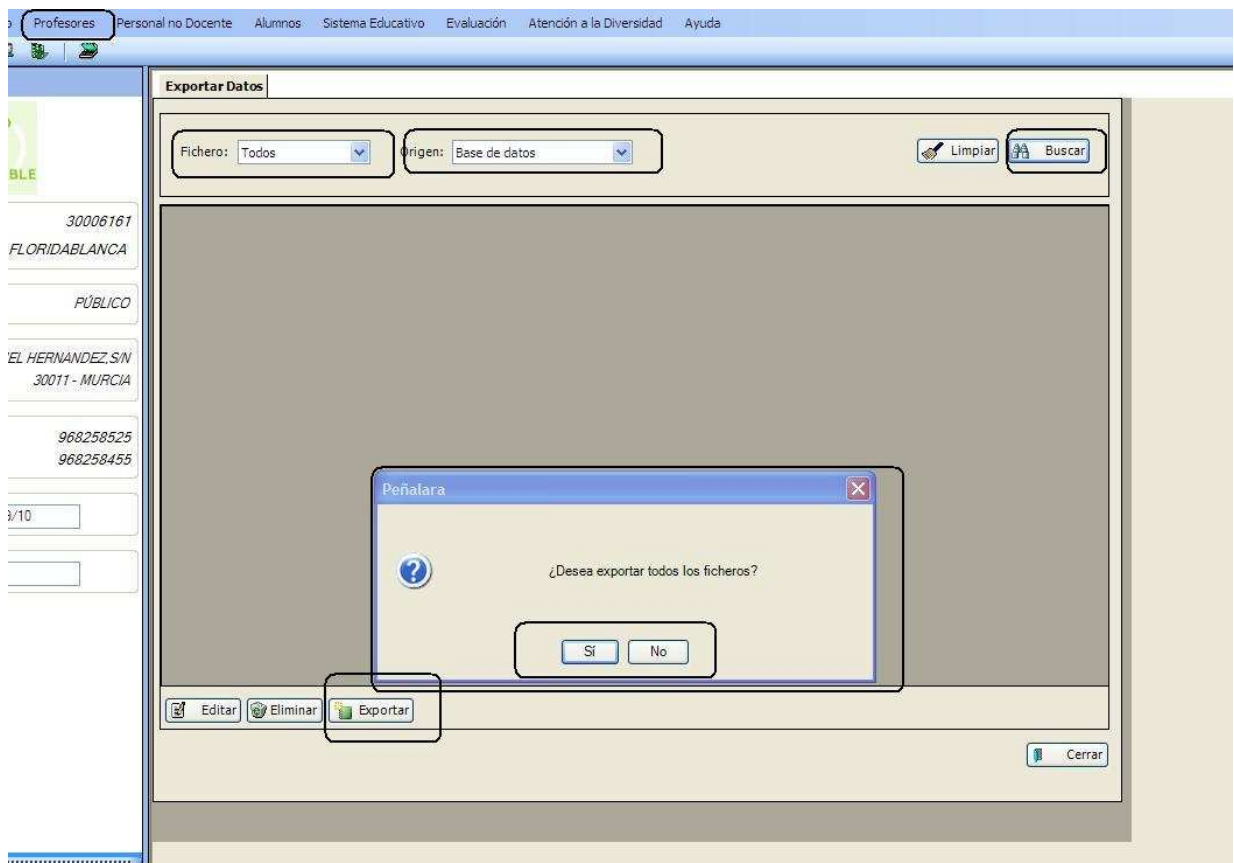 Profesores Personal no Docente Alumnos Sistema Educativo Evaluación Atención a la Diversidad Ayuda
Exportar Datos
Fichero: Todos Origen: Base de datos Limpiar Buscar
BLE
30006161
FLORIDABLANCA
PÚBLICO
EL HERNANDEZ,S/N
30011 - MURCIA
968258525
968258455
/10
Peñalara
¿Desea exportar todos los ficheros?
Sí No
Editar Eliminar Exportar
Cerrar